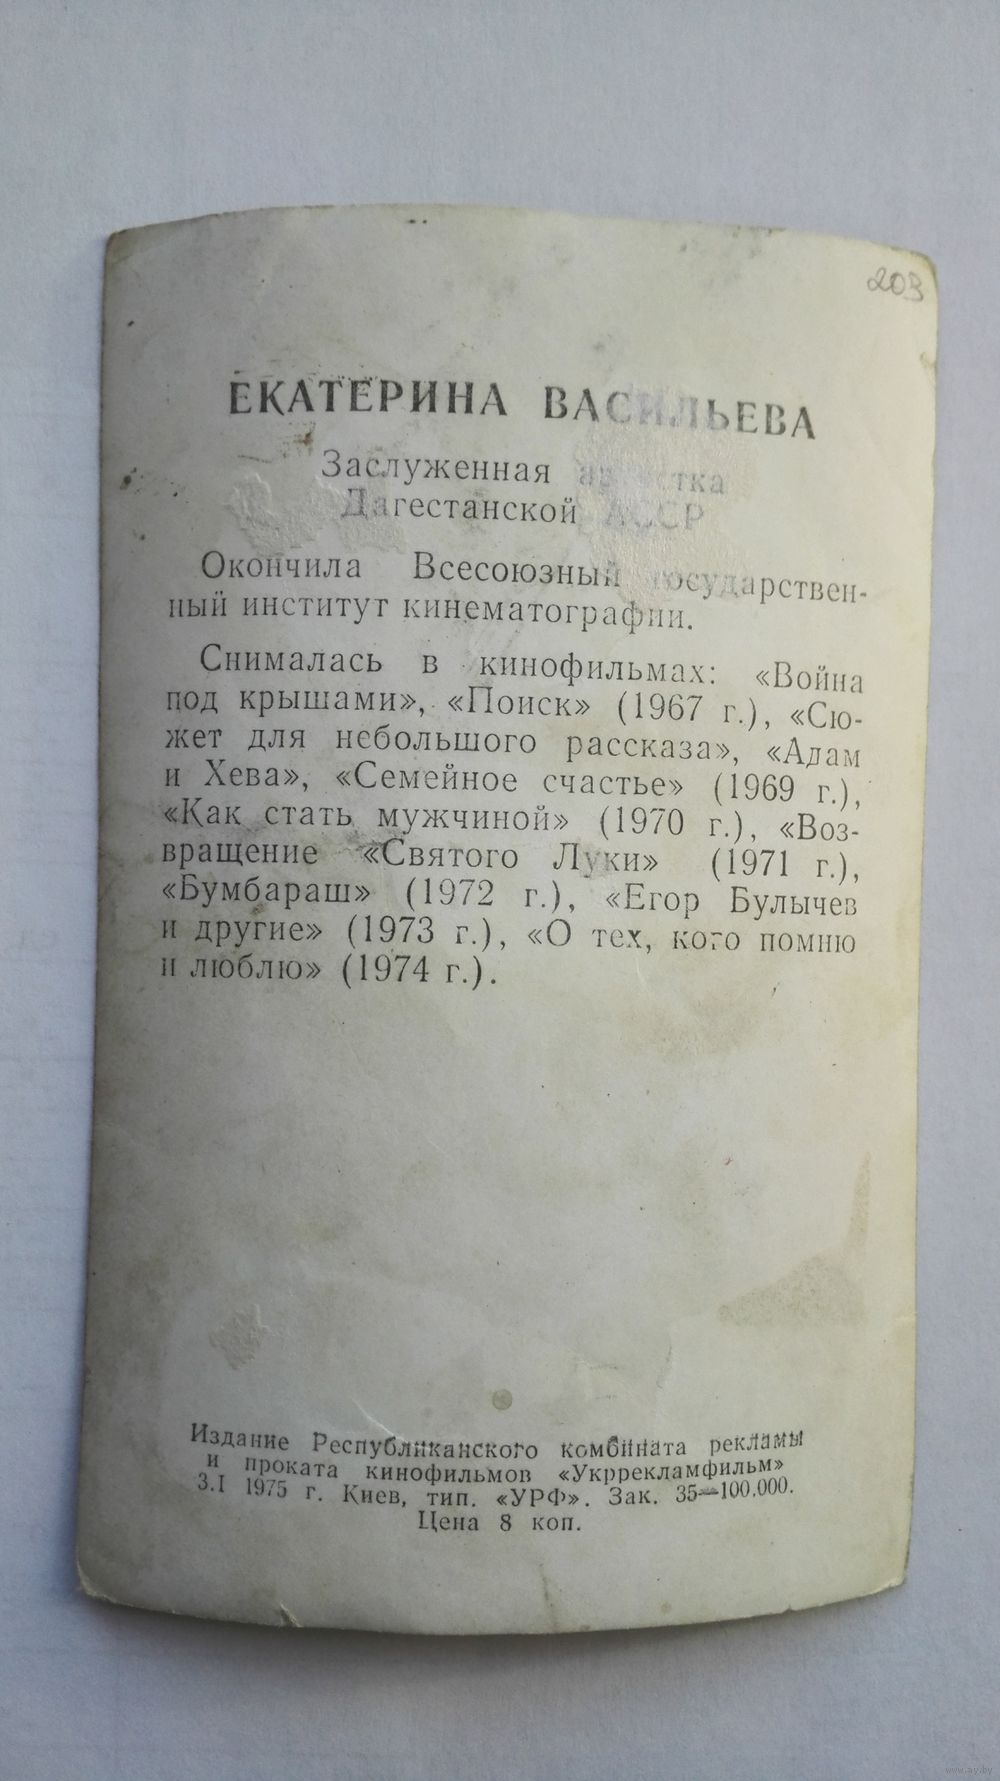 203
ЕКАТЕРИНА ВАСИЛЬЕВА
Заслуженная артистка
Дагестанской АССР
Окончила Всесоюзный государствен-
ный институт кинематографии.
Снималась в кинофильмах: «Война
под крышами», «Поиск» (1967 г.), «Сю-
жет для небольшого рассказа», «Адам
и Хева», «Семейное счастье» (1969 г.),
«Как стать мужчиной» (1970 г.), «Воз-
вращение «Святого Луки» (1971 г.),
«Бумбараш» (1972 г.), «Егор Булычев
и другие» (1973 г.), «О тех, кого помню
и люблю» (1974 г.).
Издание Республиканского комбината рекламы
и проката кинофильмов «Укррекламфильм»
3.I 1975 г. Киев, тип. «УРФ». Зак. 35—100.000.
Цена 8 коп.
www.ay.by